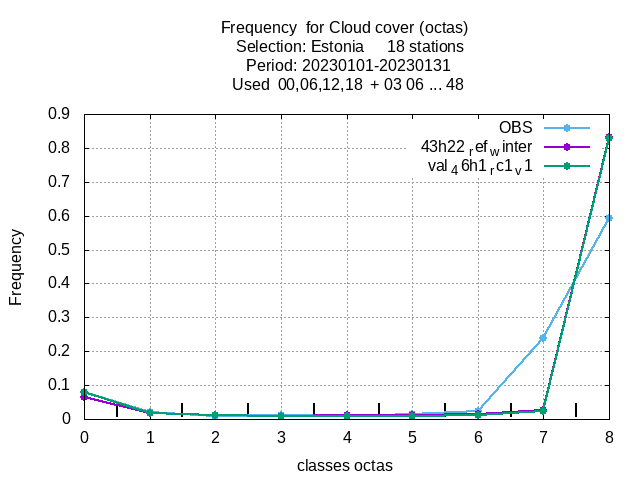 Frequency  for Cloud cover (octas)
Selection: Estonia     18 stations
Period: 20230101-20230131
Used  00,06,12,18  + 03 06 ... 48
OBS
43h22ᵣefwinter
val₄6h1ᵣc1ᵥ1
0.9
0.8
0.7
0.6
0.5
0.4
0.3
0.2
0.1
0
Frequency
0 1 2 3 4 5 6 7 8
classes octas